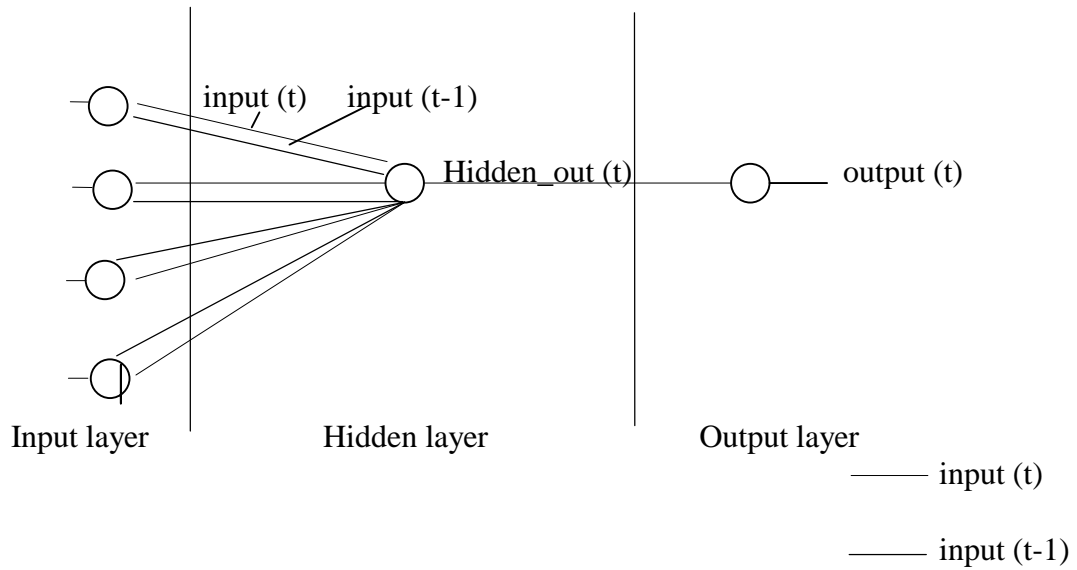 input (t) input (t-1)
Hidden_out (t) output (t)
Input layer Hidden layer Output layer
input (t)
input (t-1)